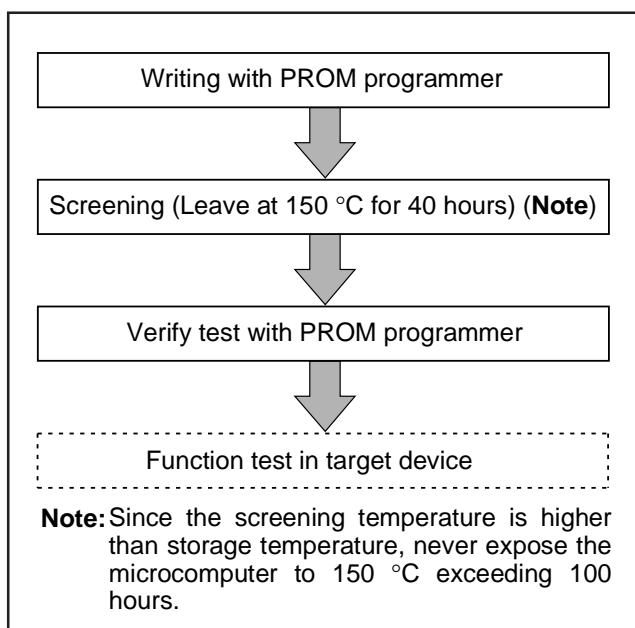 Writing with PROM programmer
Screening (Leave at 150 °C for 40 hours) (Note)
Verify test with PROM programmer
Function test in target device
Note: Since the screening temperature is higher
than storage temperature, never expose the
microcomputer to 150 °C exceeding 100
hours.